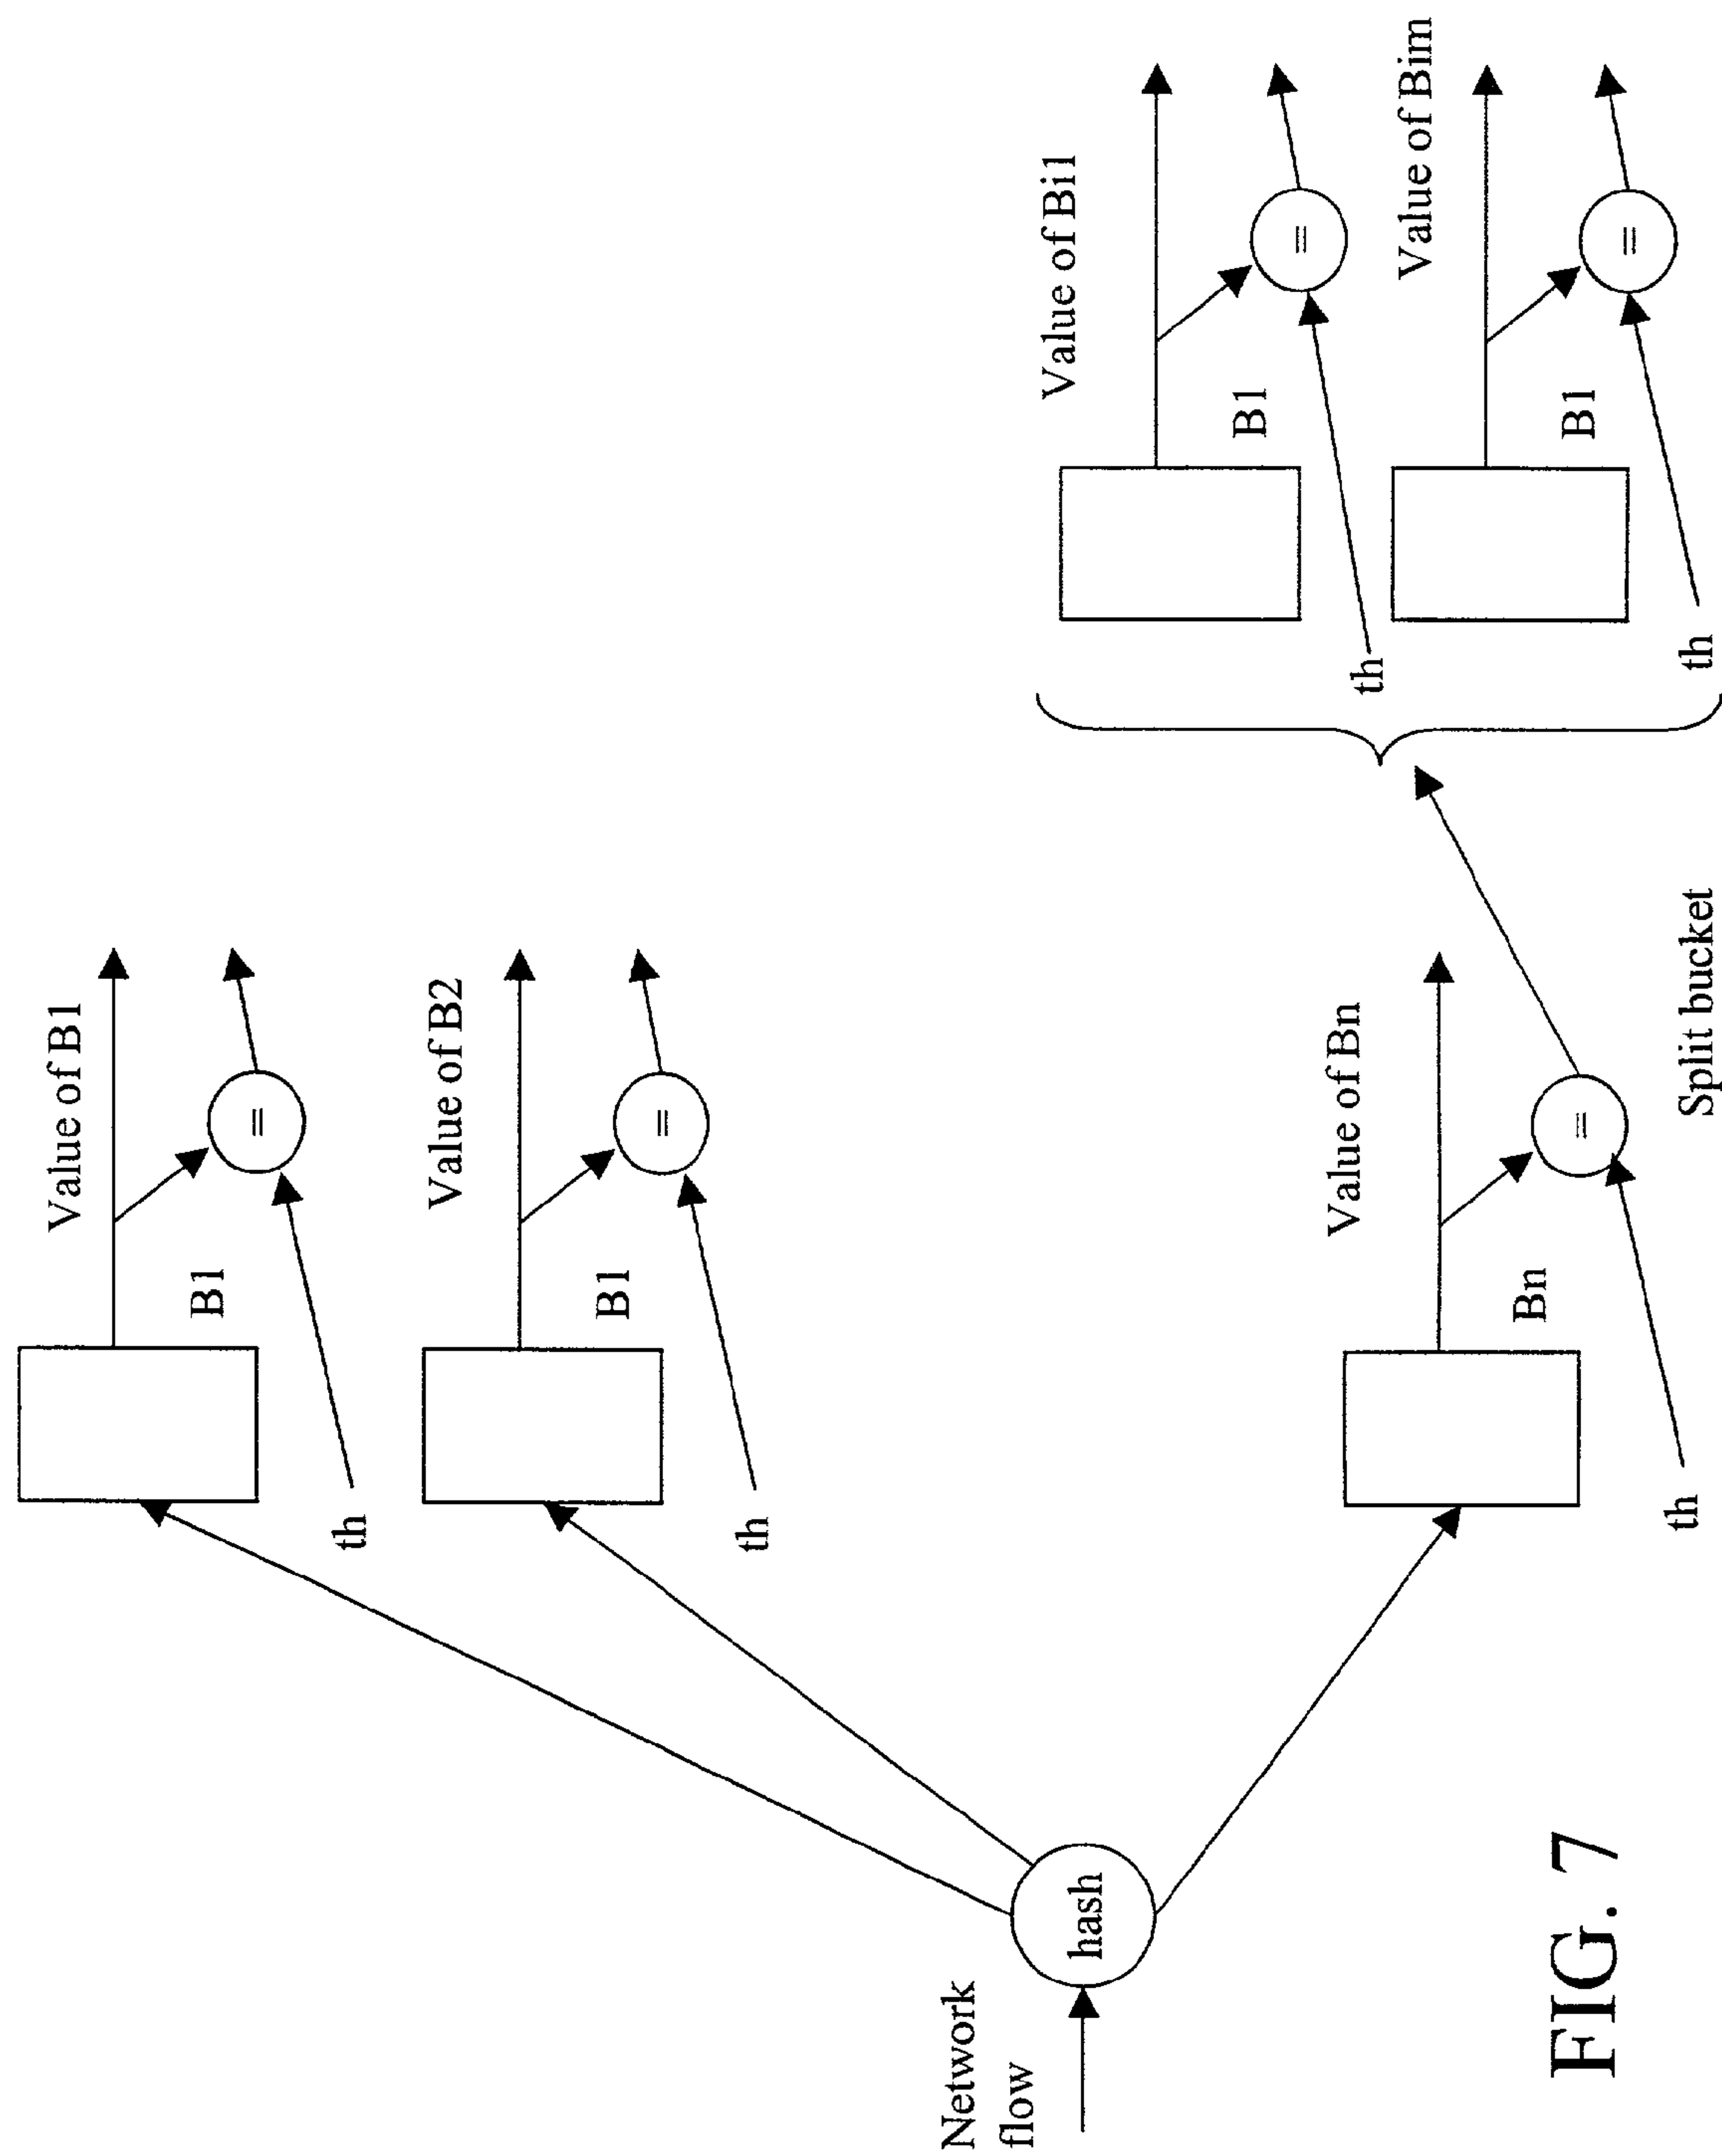 Network
flow
hash
Value of B1
B1
=
th
Value of B2
B1
=
th
Value of Bn
Bn
=
th
Split bucket
Value of Bi1
B1
=
th
Value of Bim
B1
=
th
FIG. 7